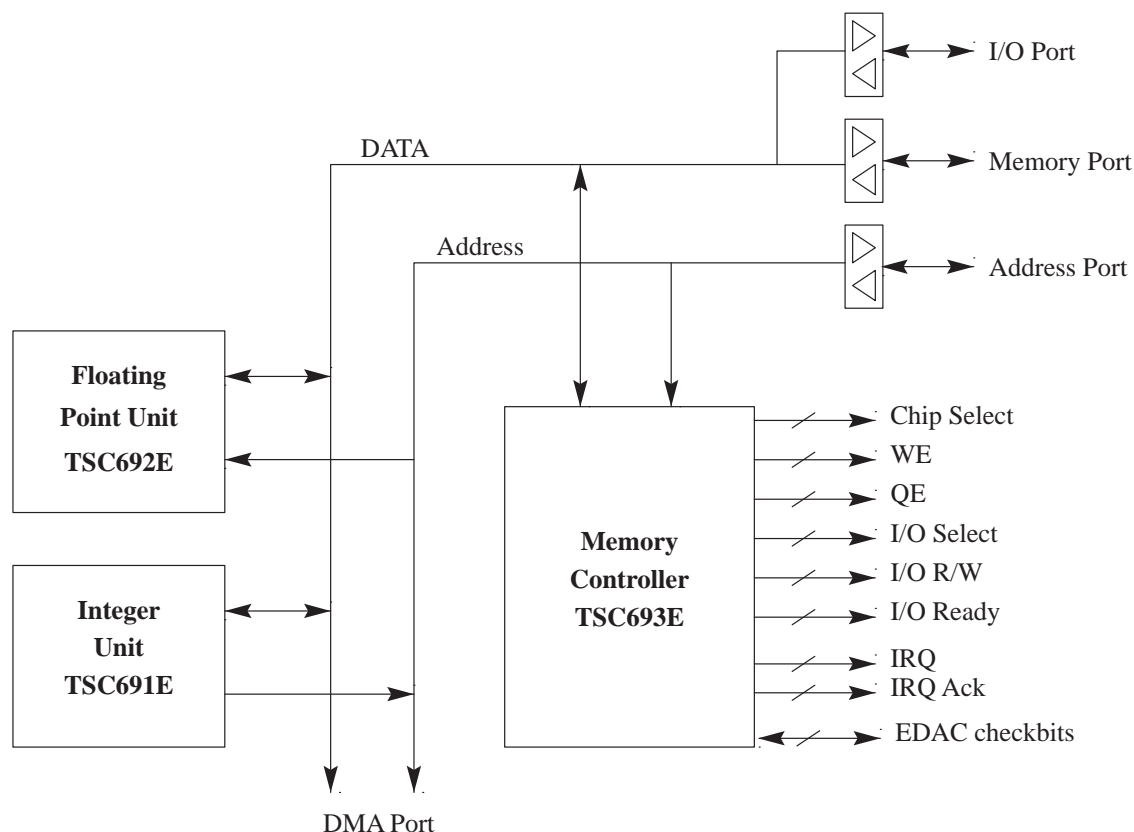 I/O Port
DATA
Memory Port
Address
Address Port
Floating
Point Unit
TSC692E
Chip Select
WE
QE
I/O Select
Memory
Controller
TSC693E
I/O R/W
I/O Ready
Integer
Unit
TSC691E
IRQ
IRQ Ack
EDAC checkbits
DMA Port